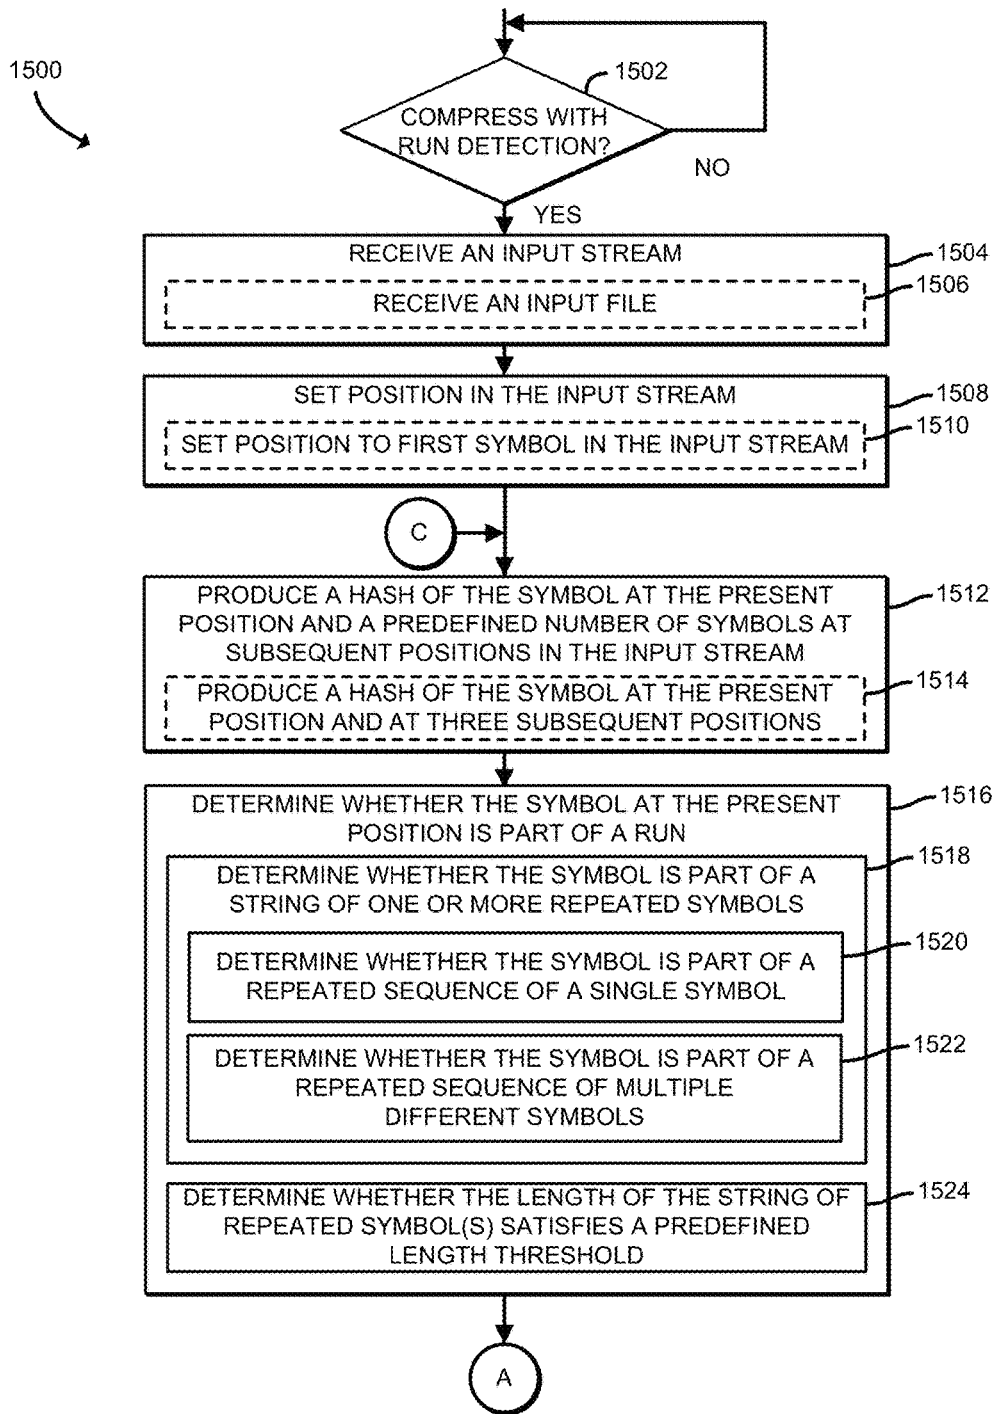 1500
1502
COMPRESS WITH
RUN DETECTION?
NO
YES
RECEIVE AN INPUT STREAM
1504
RECEIVE AN INPUT FILE
1506
SET POSITION IN THE INPUT STREAM
1508
SET POSITION TO FIRST SYMBOL IN THE INPUT STREAM
1510
C
PRODUCE A HASH OF THE SYMBOL AT THE PRESENT
POSITION AND A PREDEFINED NUMBER OF SYMBOLS AT
SUBSEQUENT POSITIONS IN THE INPUT STREAM
1512
PRODUCE A HASH OF THE SYMBOL AT THE PRESENT
POSITION AND AT THREE SUBSEQUENT POSITIONS
1514
DETERMINE WHETHER THE SYMBOL AT THE PRESENT
POSITION IS PART OF A RUN
1516
DETERMINE WHETHER THE SYMBOL IS PART OF A
STRING OF ONE OR MORE REPEATED SYMBOLS
1518
DETERMINE WHETHER THE SYMBOL IS PART OF A
REPEATED SEQUENCE OF A SINGLE SYMBOL
1520
DETERMINE WHETHER THE SYMBOL IS PART OF A
REPEATED SEQUENCE OF MULTIPLE
DIFFERENT SYMBOLS
1522
DETERMINE WHETHER THE LENGTH OF THE STRING OF
REPEATED SYMBOL(S) SATISFIES A PREDEFINED
LENGTH THRESHOLD
1524
A